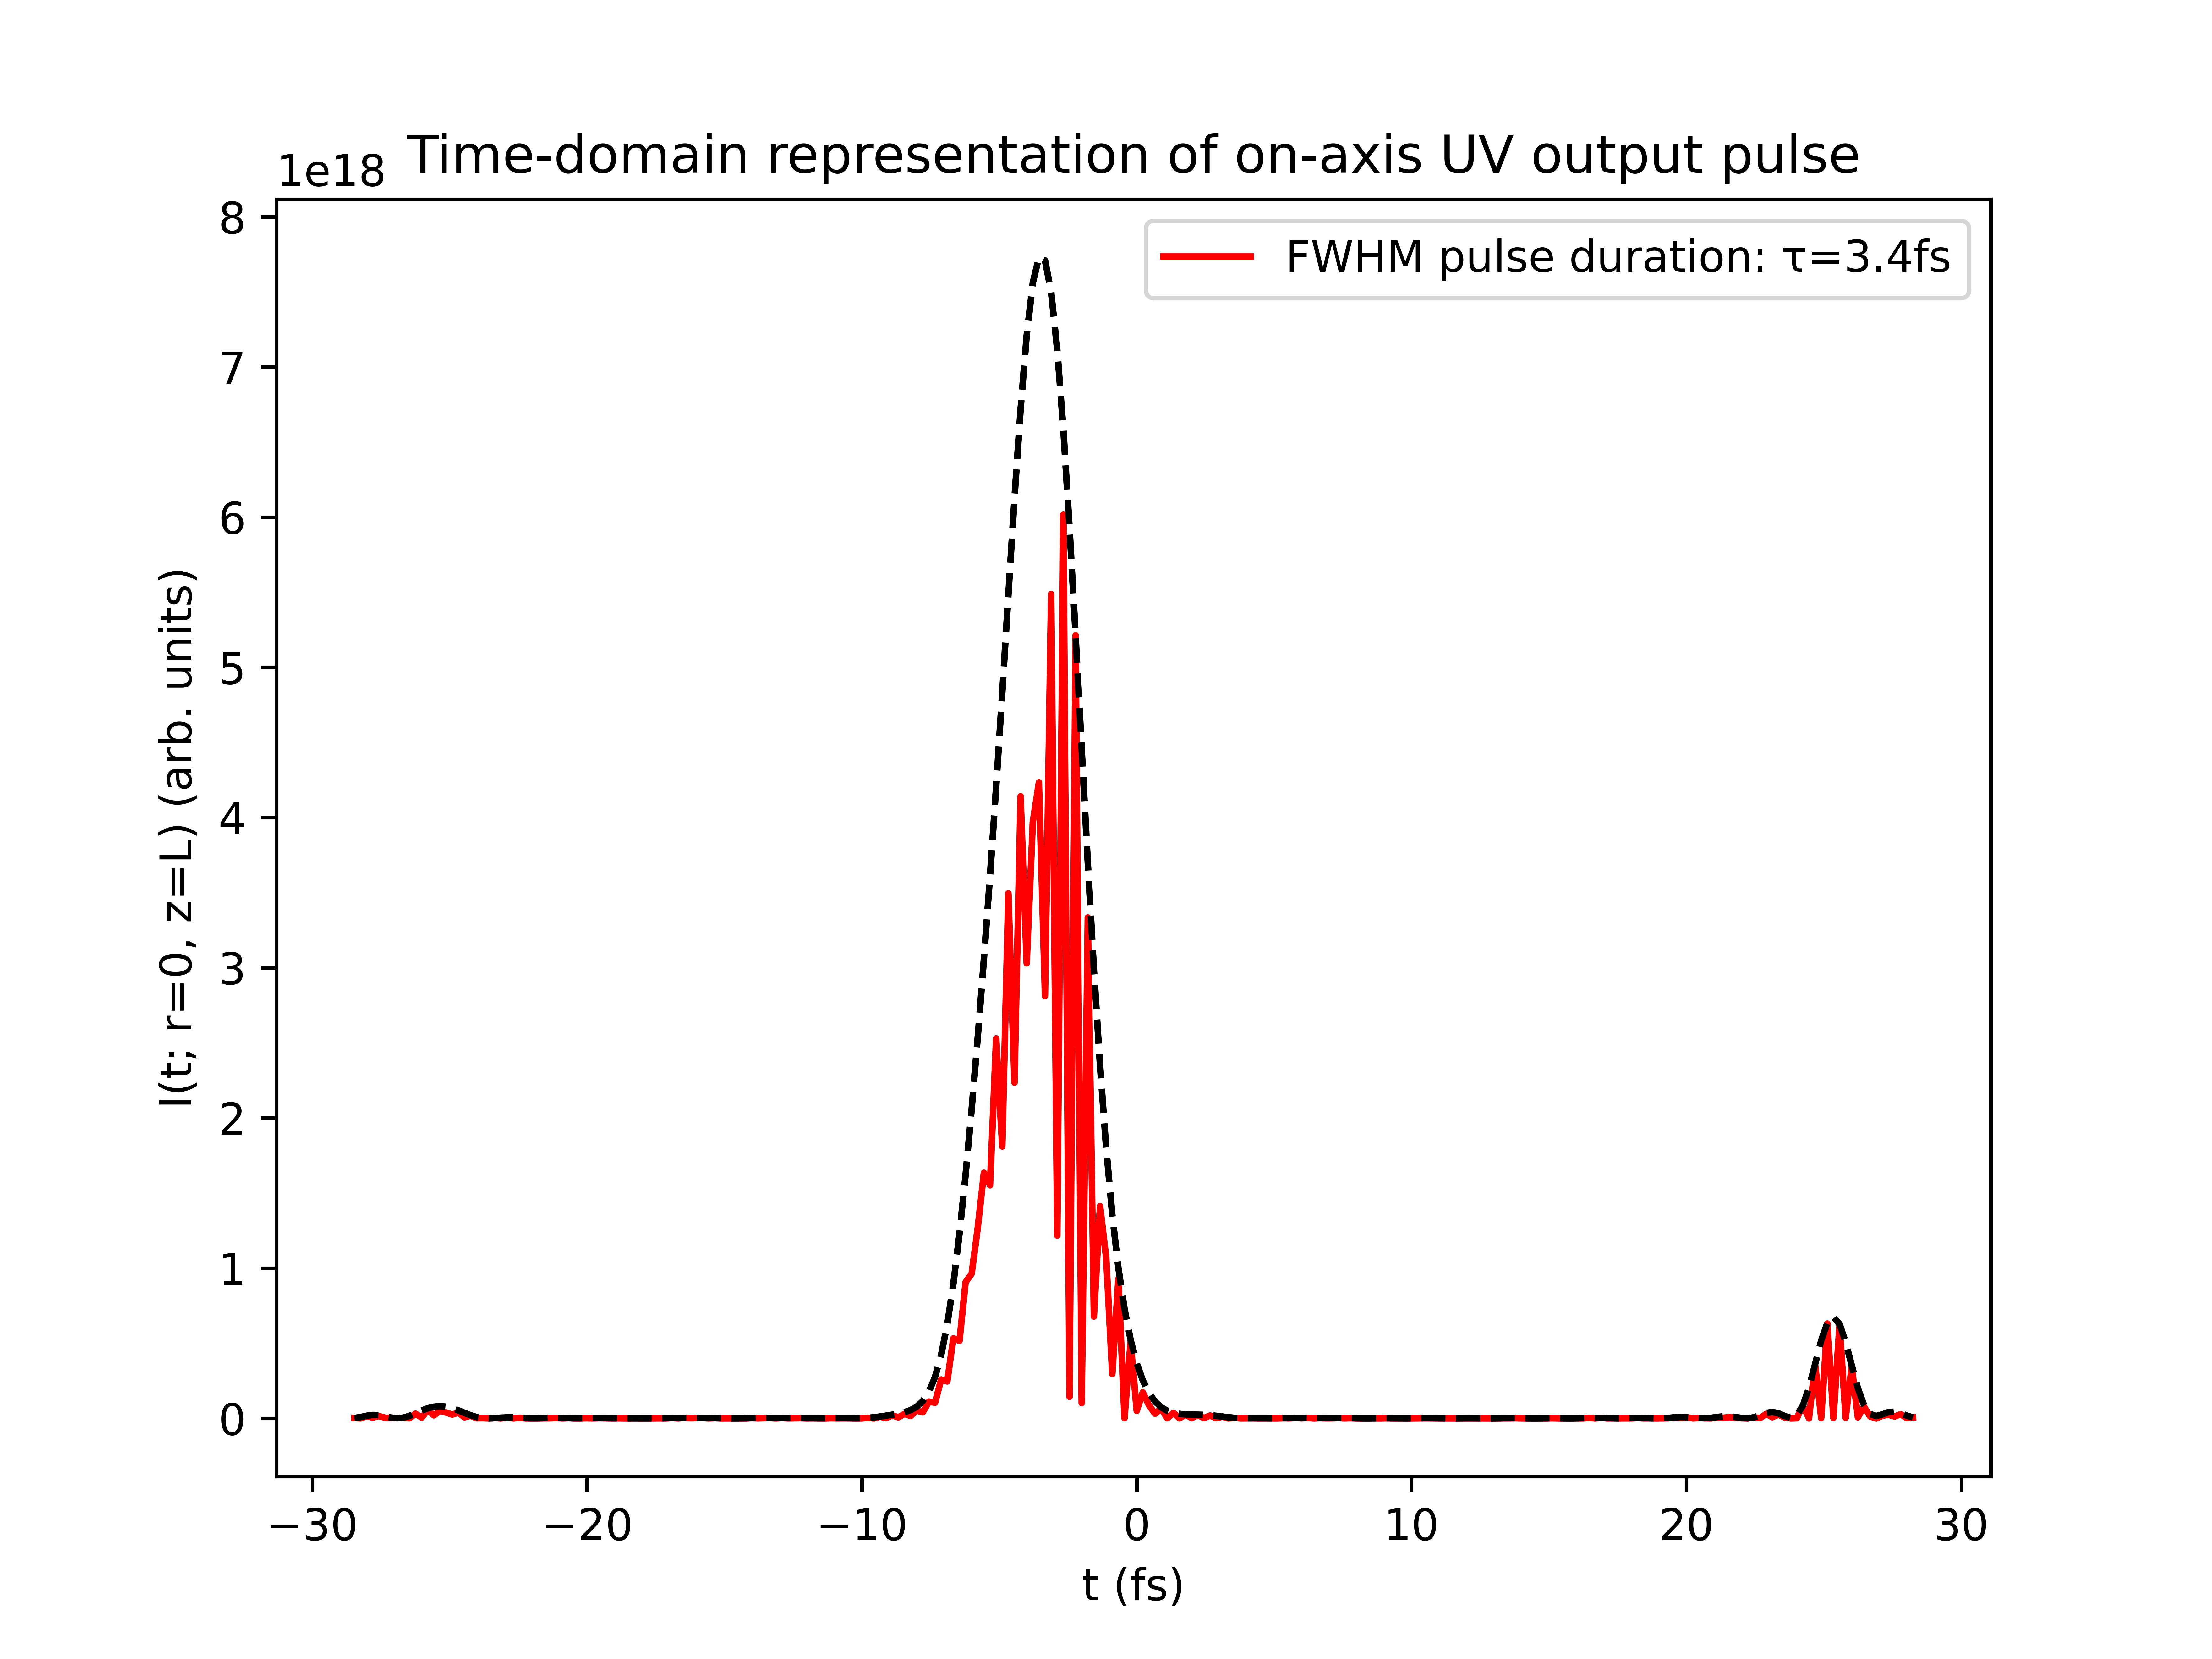 Time-domain representation of on-axis UV output pulse
1e18
FWHM pulse duration: τ=3.4fs
8
7
6
5
4
3
2
1
0
I(t; r=0, z=L) (arb. units)
−30 −20 −10 0 10 20 30
t (fs)